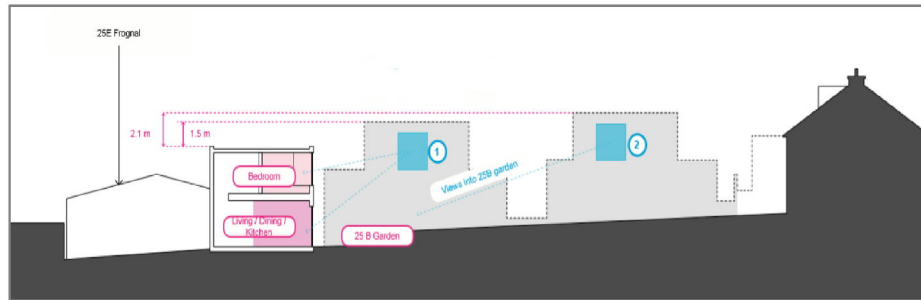 25E Frognal
2.1 m
1.5 m
1
2
Bedroom
Views into 25B garden
Living / Dining /
Kitchen
25 B Garden